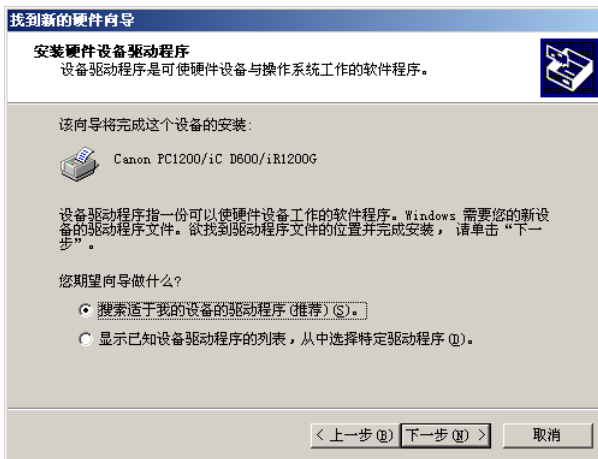 找到新的硬件向导
安装硬件设备驱动程序
设备驱动程序是可使硬件设备与操作系统工作的软件程序。
该向导将完成这个设备的安装:
Canon PC1200/iC D600/iR1200G
设备驱动程序指一份可以使硬件设备工作的软件程序。Windows 需要您的新设
备的驱动程序文件。欲找到驱动程序文件的位置并完成安装，请单击“下一
步”。
您期望向导做什么?
搜索适于我的设备的驱动程序(推荐)(S)。
显示已知设备驱动程序的列表，从中选择特定驱动程序(D)。
< 上一步(B) 下一步(N) > 取消